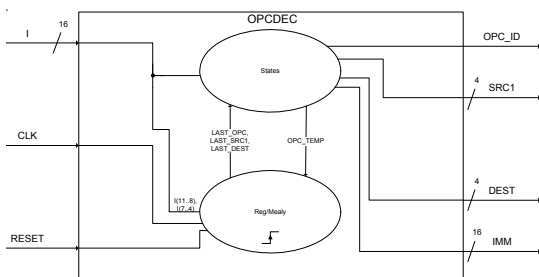 OPCDEC
I
16
OPC_ID
States
4
SRC1
LAST_OPC,
LAST_SRC1,
LAST_DEST
OPC_TEMP
CLK
4
DEST
I(11..8),
I(7..4)
Reg/Mealy
RESET
16
IMM